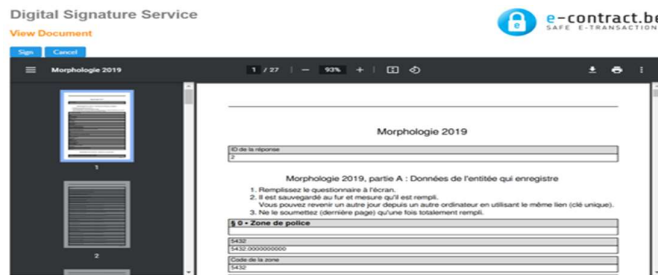 Digital Signature Service
e-contract.be
SAFE E-TRANSACTION
View Document
Sign Cancel
Morphologie 2019
1 / 27 | − 93% +
Morphologie 2019
ID de la réponse
2
Morphologie 2019, partie A : Données de l'entitée qui enregistre
1. Remplissez le questionnaire à l'écran.
2. Il est sauvegardé au fur et mesure qu'il est rempli.
Vous pouvez revenir un autre jour depuis un autre ordinateur en utilisant le même lien (clé unique).
3. Ne le soumettez (dernière page) qu'une fois totalement rempli.
§ 0 - Zone de police
5432
5432.0000000000
Code de la zone
5432
1
2